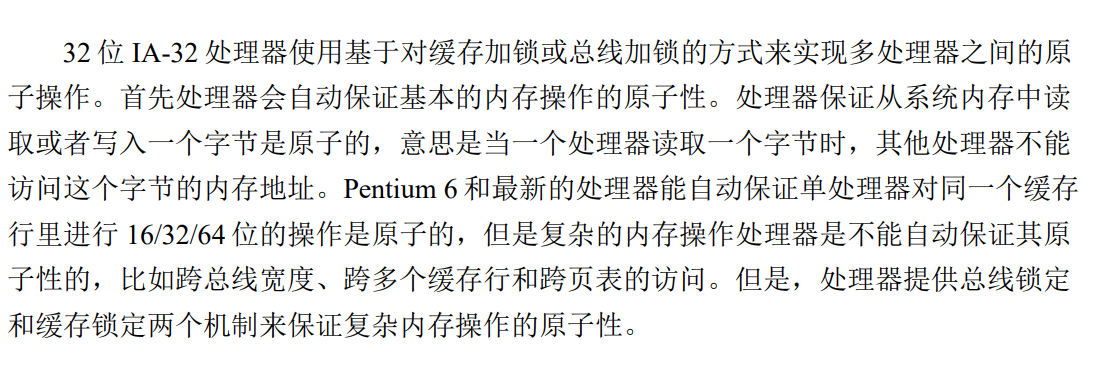 32 位 IA-32 处理器使用基于对缓存加锁或总线加锁的方式来实现多处理器之间的原
子操作。首先处理器会自动保证基本的内存操作的原子性。处理器保证从系统内存中读
取或者写入一个字节是原子的，意思是当一个处理器读取一个字节时，其他处理器不能
访问这个字节的内存地址。Pentium 6 和最新的处理器能自动保证单处理器对同一个缓存
行里进行 16/32/64 位的操作是原子的，但是复杂的内存操作处理器是不能自动保证其原
子性的，比如跨总线宽度、跨多个缓存行和跨页表的访问。但是，处理器提供总线锁定
和缓存锁定两个机制来保证复杂内存操作的原子性。